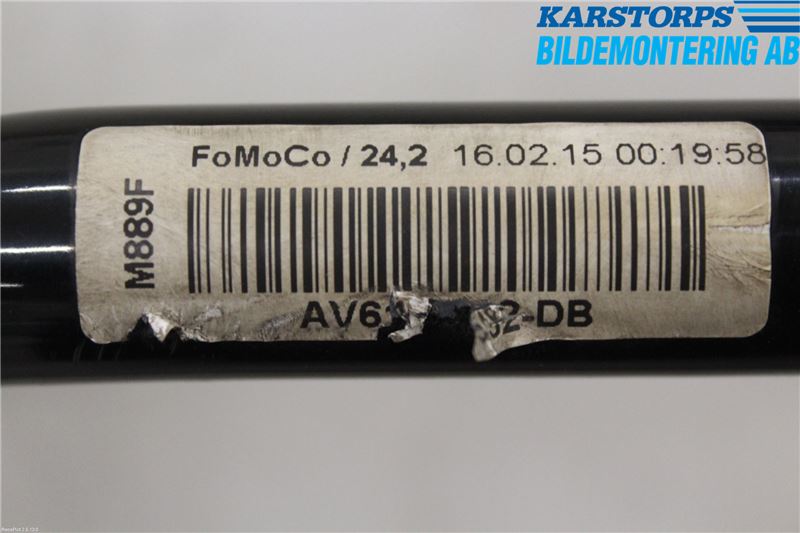 KARSTORPS
BILDEMONTERING AB
FoMoCo / 24,2 16.02.15 00:19:58
M889F